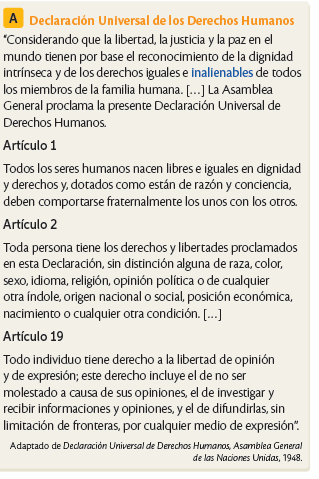 A Declaración Universal de los Derechos Humanos
"Considerando que la libertad, la justicia y la paz en el
mundo tienen por base el reconocimiento de la dignidad
intrínseca y de los derechos iguales e inalienables de todos
los miembros de la familia humana. [...] La Asamblea
General proclama la presente Declaración Universal de
Derechos Humanos.
Artículo 1
Todos los seres humanos nacen libres e iguales en dignidad
y derechos y, dotados como están de razón y conciencia,
deben comportarse fraternalmente los unos con los otros.
Artículo 2
Toda persona tiene los derechos y libertades proclamados
en esta Declaración, sin distinción alguna de raza, color,
sexo, idioma, religión, opinión política o de cualquier
otra índole, origen nacional o social, posición económica,
nacimiento o cualquier otra condición. [...]
Artículo 19
Todo individuo tiene derecho a la libertad de opinión
y de expresión; este derecho incluye el de no ser
molestado a causa de sus opiniones, el de investigar y
recibir informaciones y opiniones, y el de difundirlas, sin
limitación de fronteras, por cualquier medio de expresión".
Adaptado de Declaración Universal de Derechos Humanos, Asamblea General
de las Naciones Unidas, 1948.